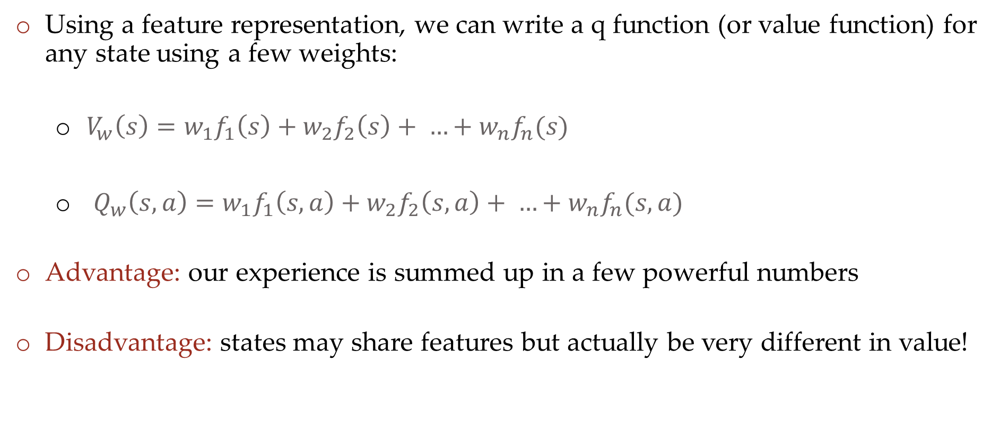 ○ Using a feature representation, we can write a q function (or value function) for
any state using a few weights:
○ V_w(s) = w_1 f_1(s) + w_2 f_2(s) + … + w_n f_n(s)
○ Q_w(s, a) = w_1 f_1(s, a) + w_2 f_2(s, a) + … + w_n f_n(s, a)
○ Advantage: our experience is summed up in a few powerful numbers
○ Disadvantage: states may share features but actually be very different in value!